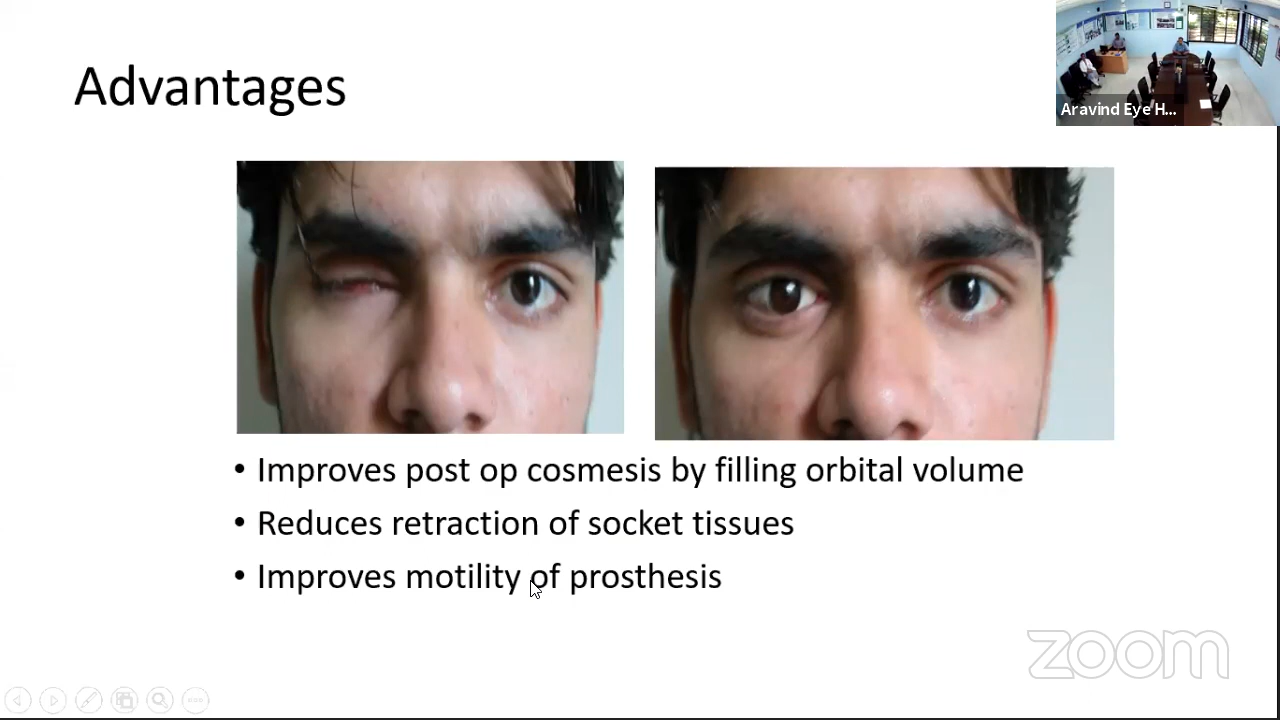 Advantages
Aravind Eye H...
• Improves post op cosmesis by filling orbital volume
• Reduces retraction of socket tissues
• Improves motility of prosthesis
zoom